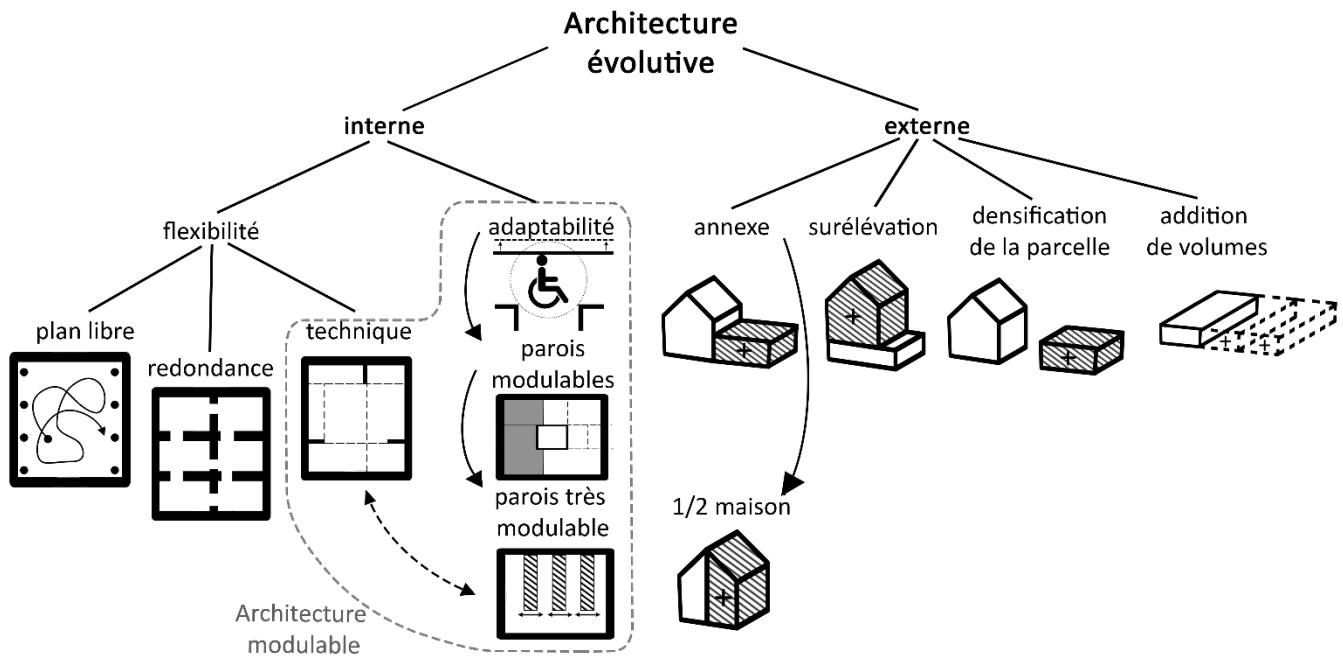 Architecture
évolutive
interne
externe
flexibilité
adaptabilité
annexe
surélévation
densification
de la parcelle
addition
de volumes
plan libre
redondance
technique
parois
modulables
parois très
modulable
1/2 maison
Architecture
modulable
+
+
+
+
+
+